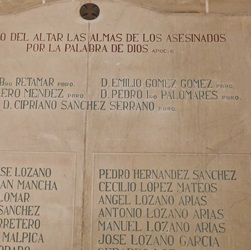 O DEL ALTAR LAS ALMAS DE LOS ASESINADOS
POR LA PALABRA DE DIOS
RETAMAR PBRO. D. EMILIO GOMEZ GOMEZ PBRO.
ERO MENDEZ PBRO. D. PEDRO PALOMARES PBRO.
D. CIPRIANO SANCHEZ SERRANO PBRO.
SE LOZANO
AN MANCHA
LOMAR
SANCHEZ
RRETERO
MALPICA
PEDRO HERNANDEZ SANCHEZ
CECILIO LOPEZ MATEOS
ANGEL LOZANO ARIAS
ANTONIO LOZANO ARIAS
MANUEL LOZANO ARIAS
JOSE LOZANO GARCIA